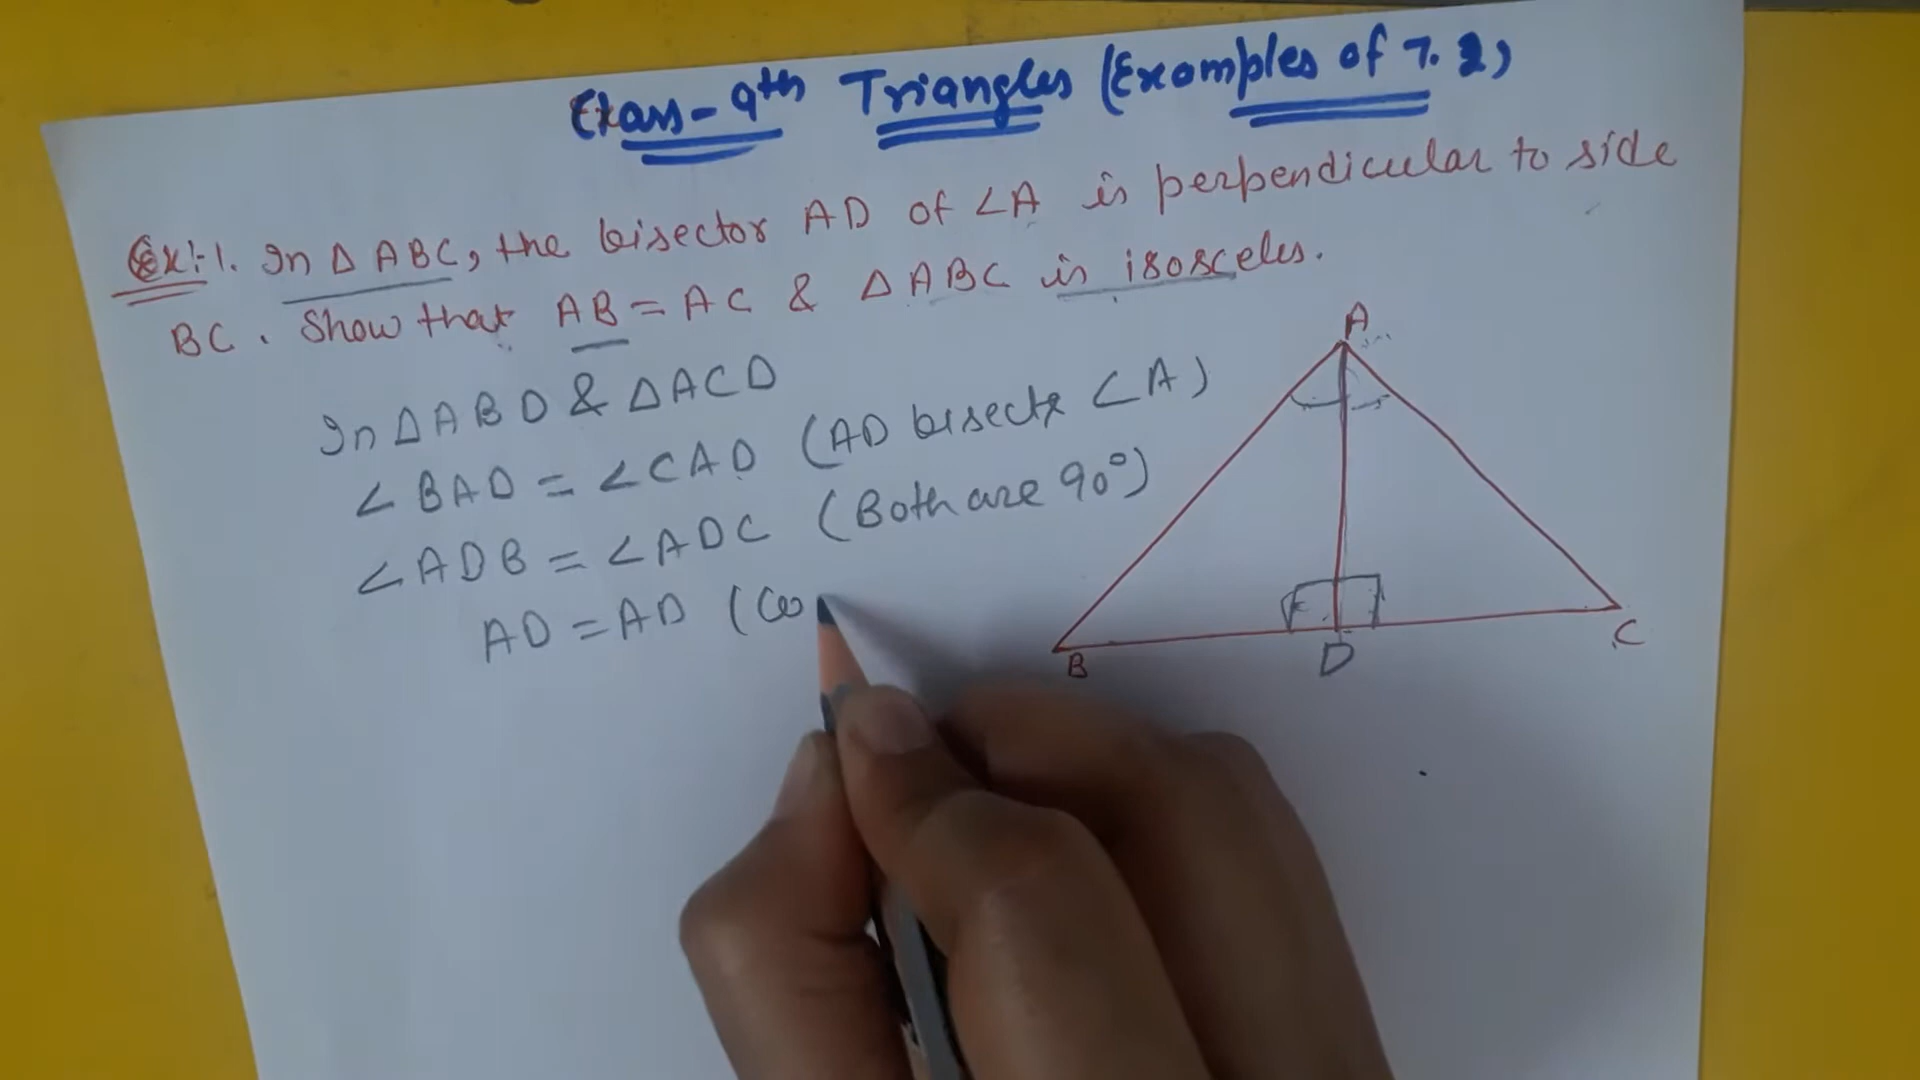 Class-9th Triangles (Examples of 7.2)
Ex:-1. In Δ ABC, the bisector AD of ∠A is perpendicular to side
BC. Show that AB = AC & Δ ABC is isosceles.
In Δ ABD & Δ ACD
∠BAD = ∠CAD (AD bisects ∠A)
∠ADB = ∠ADC (Both are 90°)
AD = AD (Co
A
B
D
C